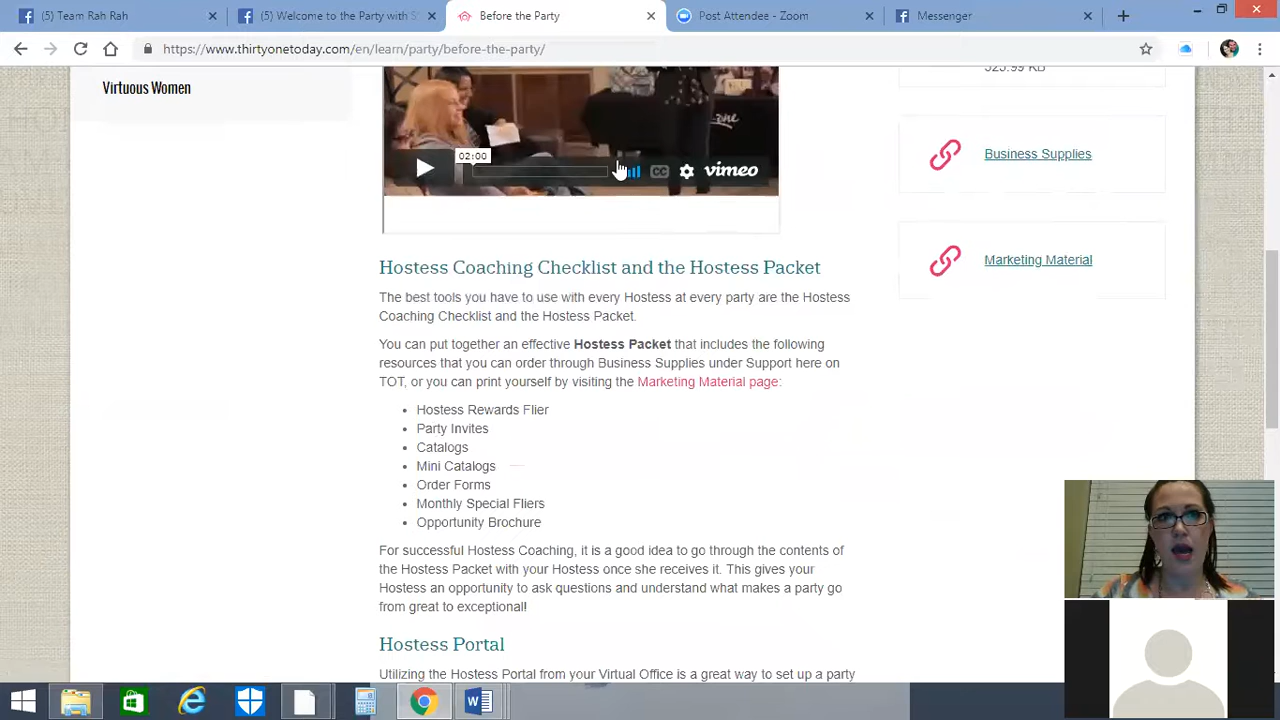 (5) Team Rah
(5) Welcome to the Party with S
Before the Party
Post Attendee - Zoom
Messenger
https://www.thirtyonetoday.com/en/learn/party/before-the-party/
Virtuous Women
02:00
CC
vimeo
Hostess Coaching Checklist and the Hostess Packet
The best tools you have to use with every Hostess at every party are the Hostess
Coaching Checklist and the Hostess Packet.
You can put together an effective Hostess Packet that includes the following
resources that you can order through Business Supplies under Support here on
TOT, or you can print yourself by visiting the Marketing Material page:
• Hostess Rewards Flier
• Party Invites
• Catalogs
• Mini Catalogs
• Order Forms
• Monthly Special Fliers
• Opportunity Brochure
For successful Hostess Coaching, it is a good idea to go through the contents of
the Hostess Packet with your Hostess once she receives it. This gives your
Hostess an opportunity to ask questions and understand what makes a party go
from great to exceptional!
Hostess Portal
Utilizing the Hostess Portal from your Virtual Office is a great way to set up a party
Business Supplies
Marketing Material